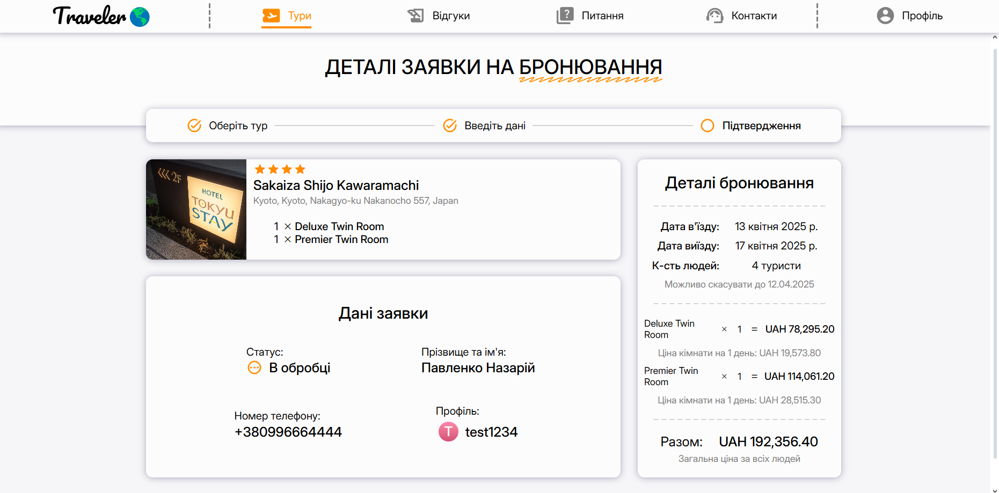 Traveler
Тури
Відгуки
Питання
Контакти
Профіль
ДЕТАЛІ ЗАЯВКИ НА БРОНЮВАННЯ
Оберіть тур
Введіть дані
Підтвердження
2F
HOTEL
TOKYU
STAY
Sakaiza Shijo Kawaramachi
Kyoto, Kyoto, Nakagyo-ku Nakanocho 557, Japan
1 × Deluxe Twin Room
1 × Premier Twin Room
Дані заявки
Статус:
В обробці
Прізвище та ім'я:
Павленко Назарій
Номер телефону:
+380996664444
Профіль:
T test1234
Деталі бронювання
Дата в'їзду: 13 квітня 2025 р.
Дата виїзду: 17 квітня 2025 р.
К-сть людей: 4 туристи
Можливо скасувати до 12.04.2025
Deluxe Twin Room × 1 = UAH 78,295.20
Ціна кімнати на 1 день: UAH 19,573.80
Premier Twin Room × 1 = UAH 114,061.20
Ціна кімнати на 1 день: UAH 28,515.30
Разом: UAH 192,356.40
Загальна ціна за всіх людей